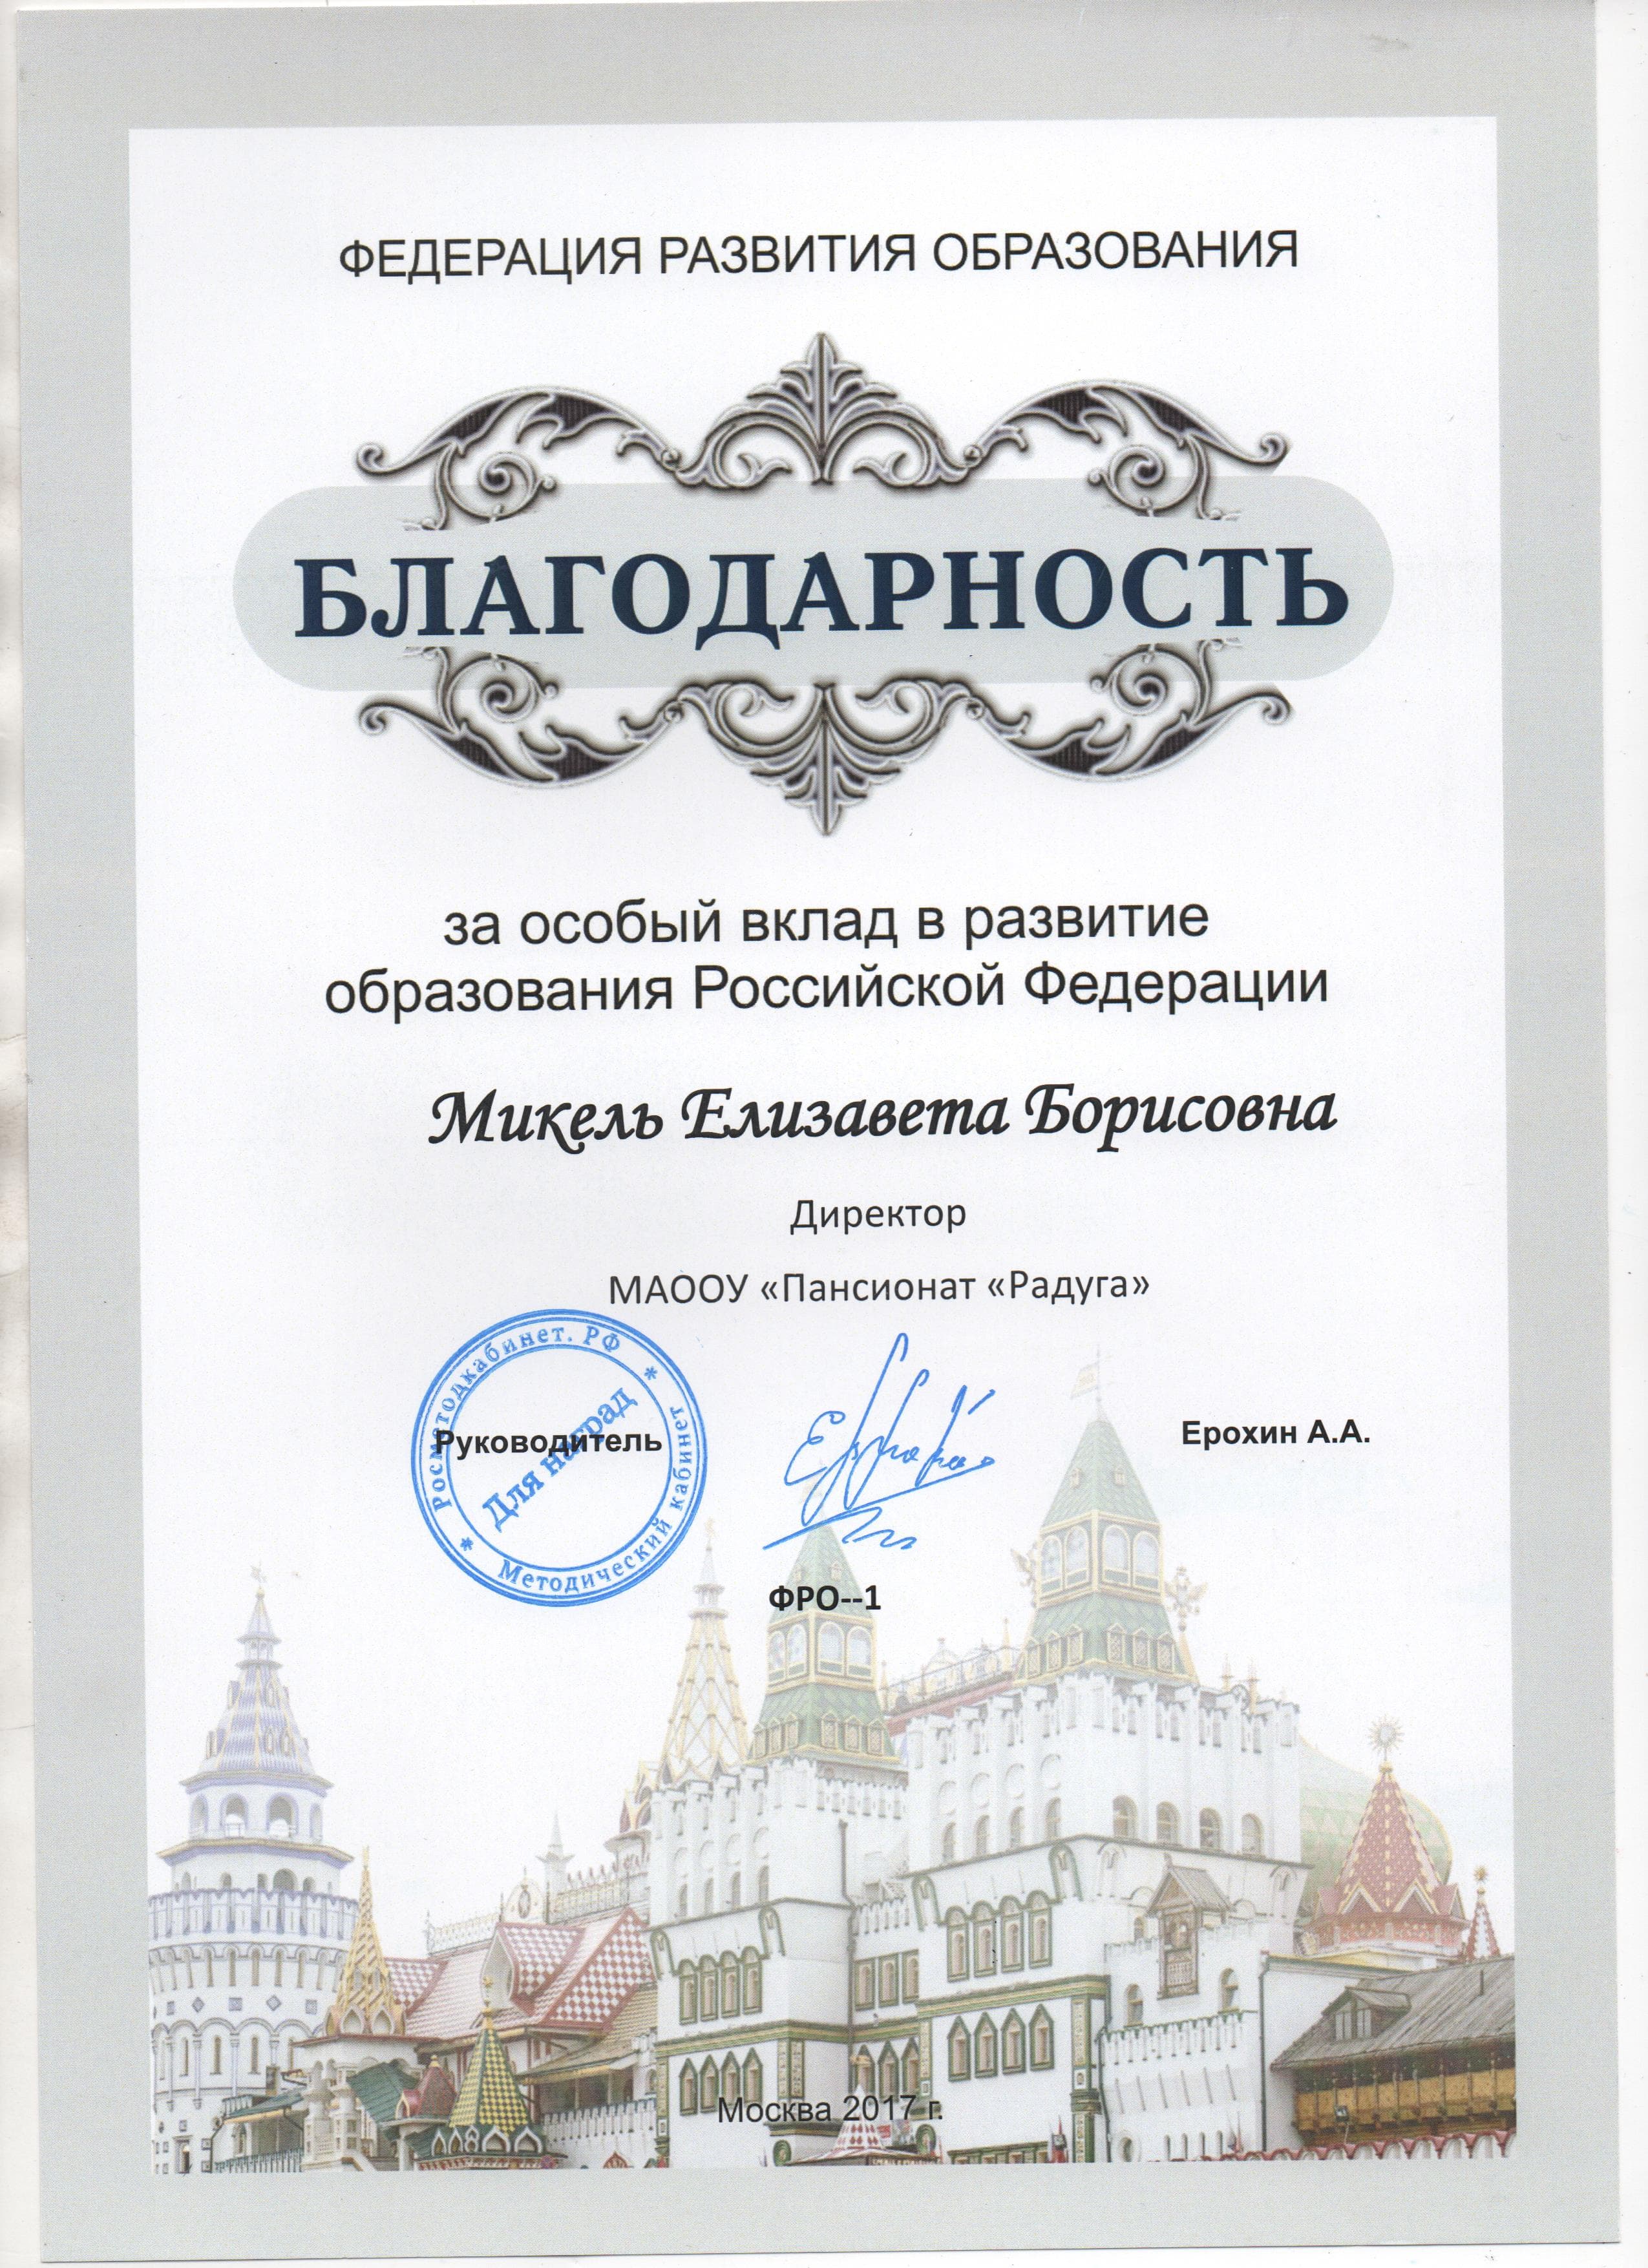 ФЕДЕРАЦИЯ РАЗВИТИЯ ОБРАЗОВАНИЯ
БЛАГОДАРНОСТЬ
за особый вклад в развитие
образования Российской Федерации
Микель Елизавета Борисовна
Директор
МАООУ «Пансионат «Радуга»
Росметодкабинет. РФ
Для наград
Методический кабинет
Руководитель
Ерохин А.А.
ФРО--1
Москва 2017 г.